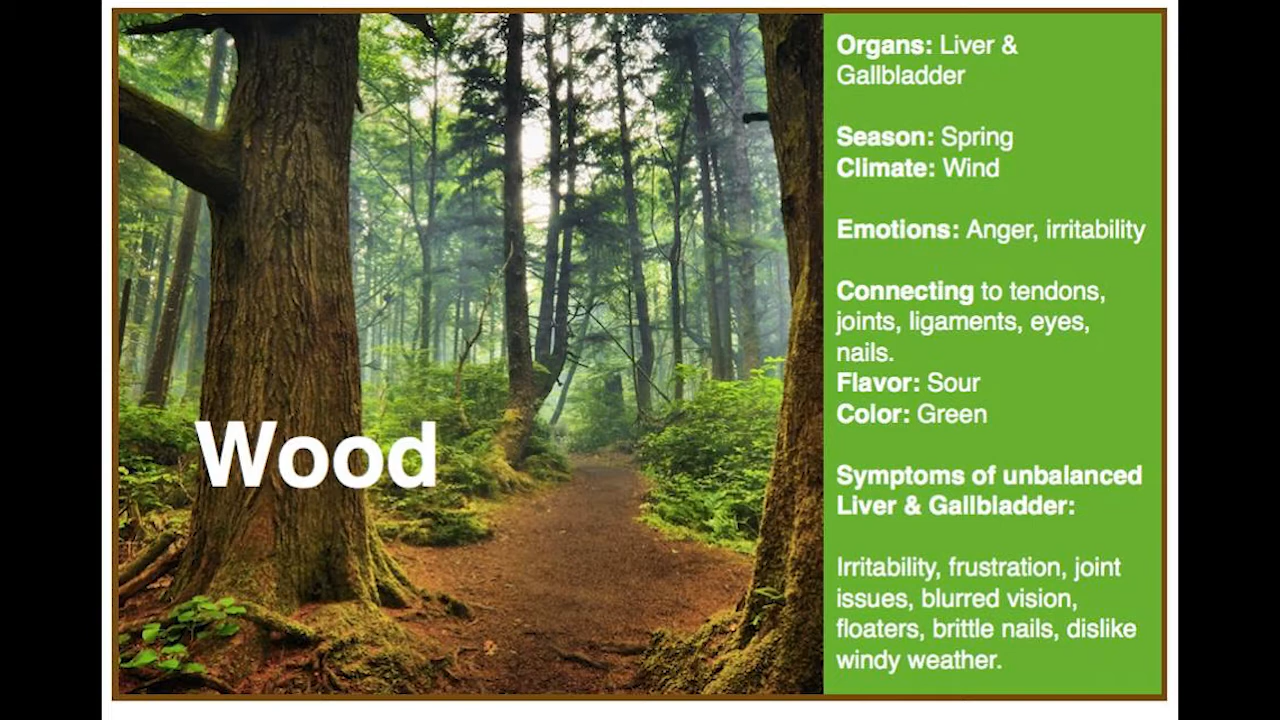 Wood
Organs: Liver &
Gallbladder
Season: Spring
Climate: Wind
Emotions: Anger, irritability
Connecting to tendons,
joints, ligaments, eyes,
nails.
Flavor: Sour
Color: Green
Symptoms of unbalanced
Liver & Gallbladder:
Irritability, frustration, joint
issues, blurred vision,
floaters, brittle nails, dislike
windy weather.